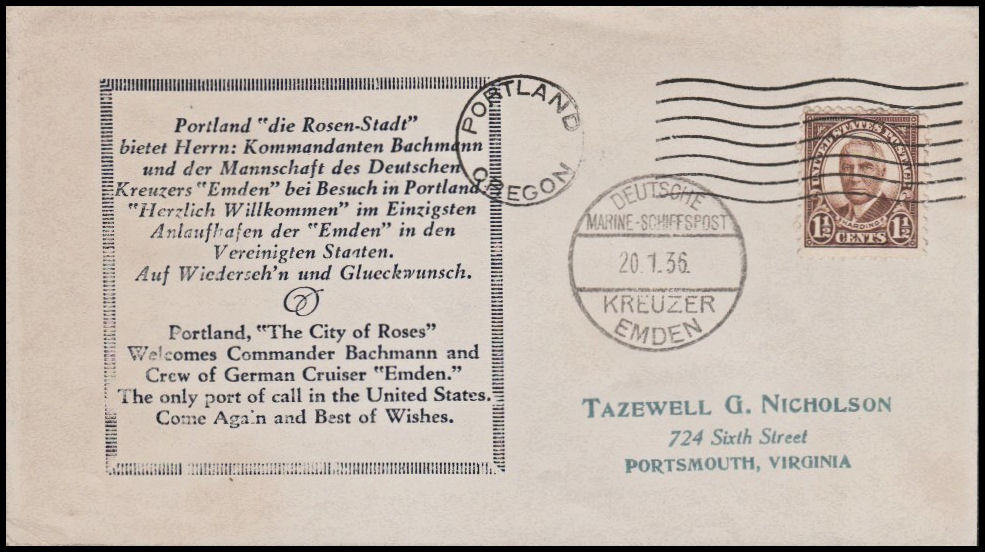 Portland "die Rosen-Stadt"
bietet Herrn: Kommandanten Bachmann
und der Mannschaft des Deutschen
Kreuzers "Emden" bei Besuch in Portland
"Herzlich Willkommen" im Einzigsten
Anlaufhafen der "Emden" in den
Vereinigten Staaten.
Auf Wiederseh'n und Glueckwunsch.
Portland, "The City of Roses"
Welcomes Commander Bachmann and
Crew of German Cruiser "Emden."
The only port of call in the United States.
Come Again and Best of Wishes.
PORTLAND
OREGON
DEUTSCHE
MARINE-SCHIFFSPOST
20.1.36.
KREUZER
EMDEN
UNITED STATES POSTAGE
HARDING
1½ CENTS 1½
TAZEWELL G. NICHOLSON
724 Sixth Street
PORTSMOUTH, VIRGINIA